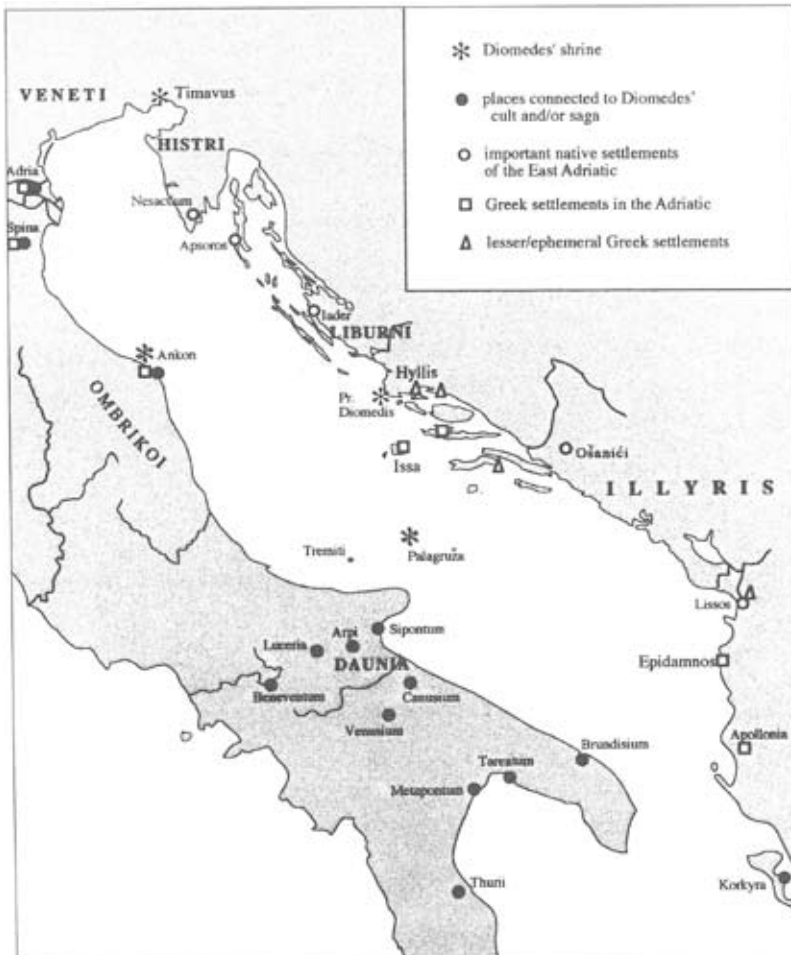 Diomedes' shrine
places connected to Diomedes'
cult and/or saga
important native settlements
of the East Adriatic
Greek settlements in the Adriatic
lesser/ephemeral Greek settlements
VENETI
Timavus
HISTRI
Adria
Nesactium
Spina
Apsoros
Iader
LIBURNI
Ankon
Hyllis
Pr.
Diomedis
OMBRIKOI
Issa
Ošanići
ILLYRIS
Tremiti
Palagruža
Lissos
Sipontum
Arpi
Luceria
DAUNIA
Epidamnos
Beneventum
Canusium
Venusium
Apollonia
Brundisium
Tarentum
Metapontum
Korkyra
Thurii